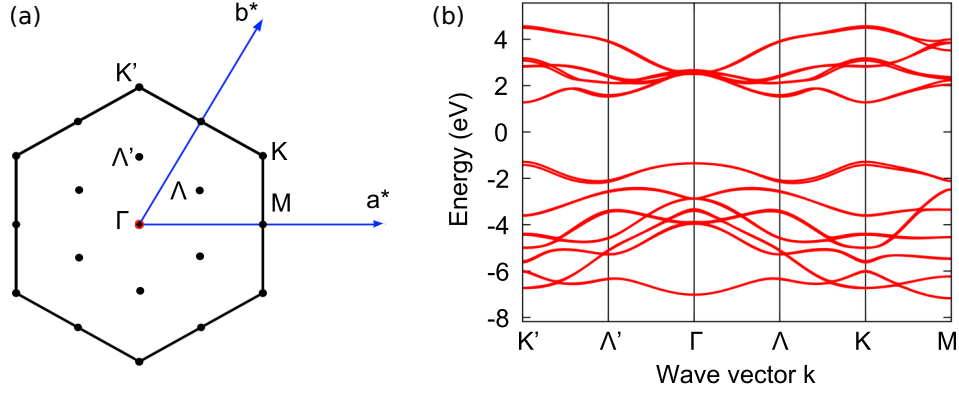 (a)
b*
K’
K
Λ’
Λ
M
Γ
a*
(b)
Energy (eV)
4
2
0
-2
-4
-6
-8
K’ Λ’ Γ Λ K M
Wave vector k